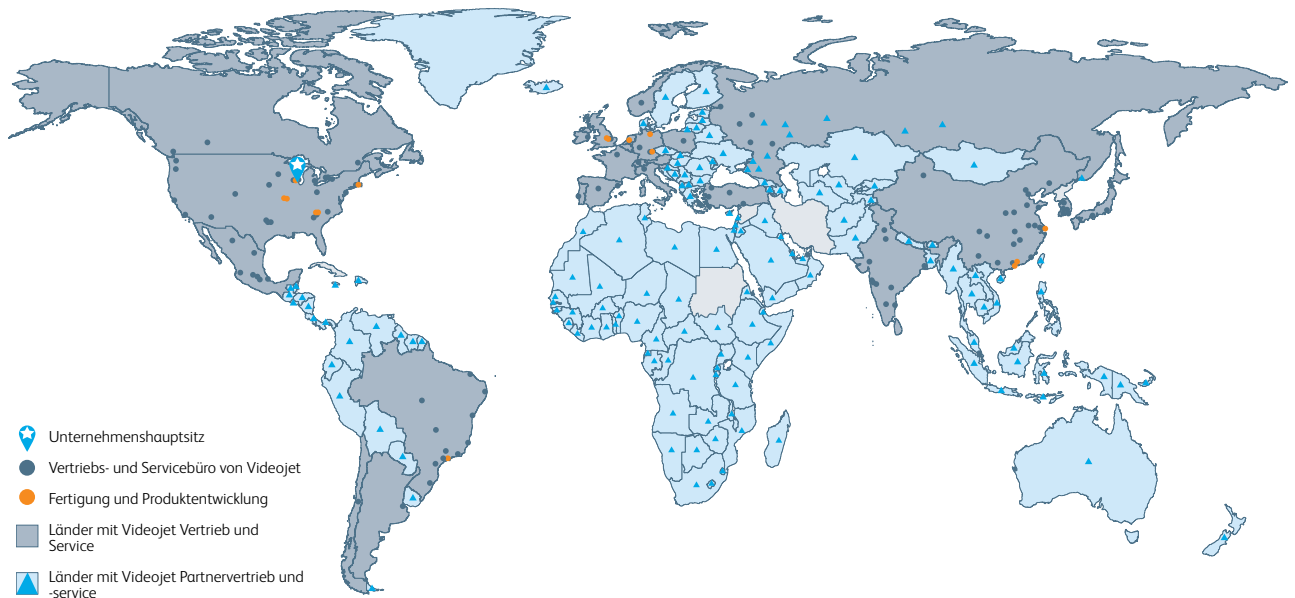 Unternehmenshauptsitz
Vertriebs- und Servicebüro von Videojet
Fertigung und Produktentwicklung
Länder mit Videojet Vertrieb und
Service
Länder mit Videojet Partnervertrieb und
-service